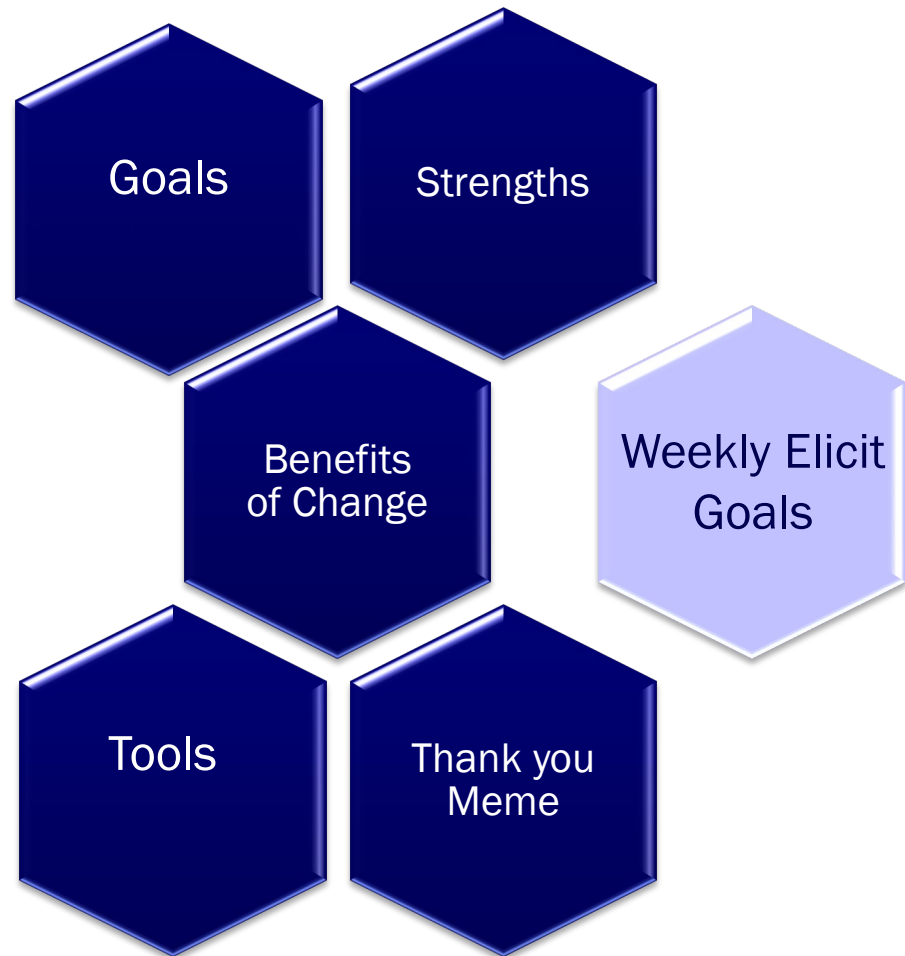 Goals
Strengths
Benefits
of Change
Weekly Elicit
Goals
Tools
Thank you
Meme